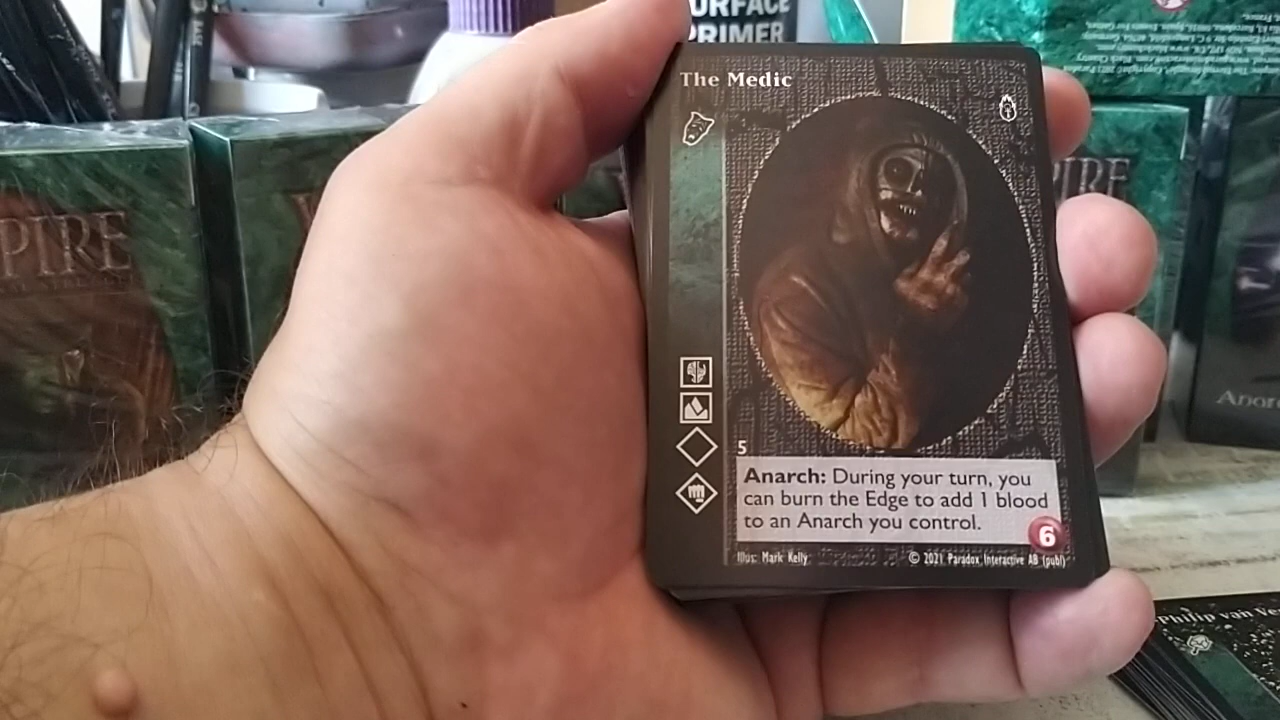 URFACE
PRIMER
The Medic
PIRE
PIRE
5
Anarch: During your turn, you
can burn the Edge to add 1 blood
to an Anarch you control.
6
Illus: Mark Kelly
© 2021 Paradox Interactive AB (publ)
Philip van Ve